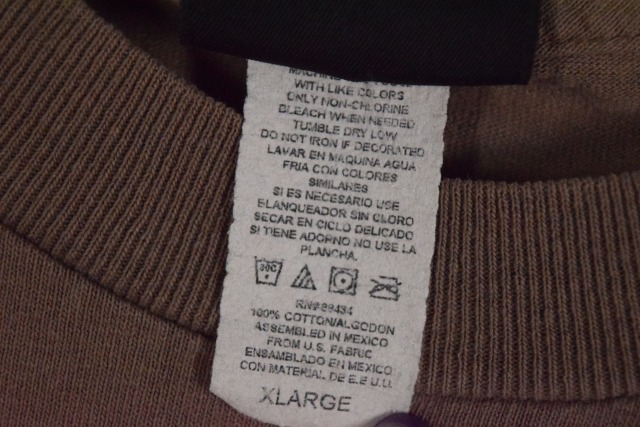 WITH LIKE COLORS
ONLY NON-CHLORINE
BLEACH WHEN NEEDED
TUMBLE DRY LOW
DO NOT IRON IF DECORATED
LAVAR EN MAQUINA AGUA
FRIA CON COLORES
SIMILARES
SI ES NECESARIO USE
BLANQUEADOR SIN CLORO
SECAR EN CICLO DELICADO
SI TIENE ADORNO NO USE LA
PLANCHA.
30C
RN#89434
100% COTTON/ALGODON
ASSEMBLED IN MEXICO
FROM U.S. FABRIC
ENSAMBLADO EN MEXICO
CON MATERIAL DE E.E U.U.
XLARGE